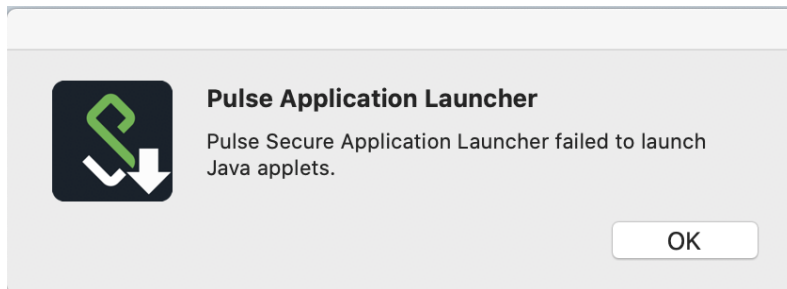 Pulse Application Launcher
Pulse Secure Application Launcher failed to launch
Java applets.
OK